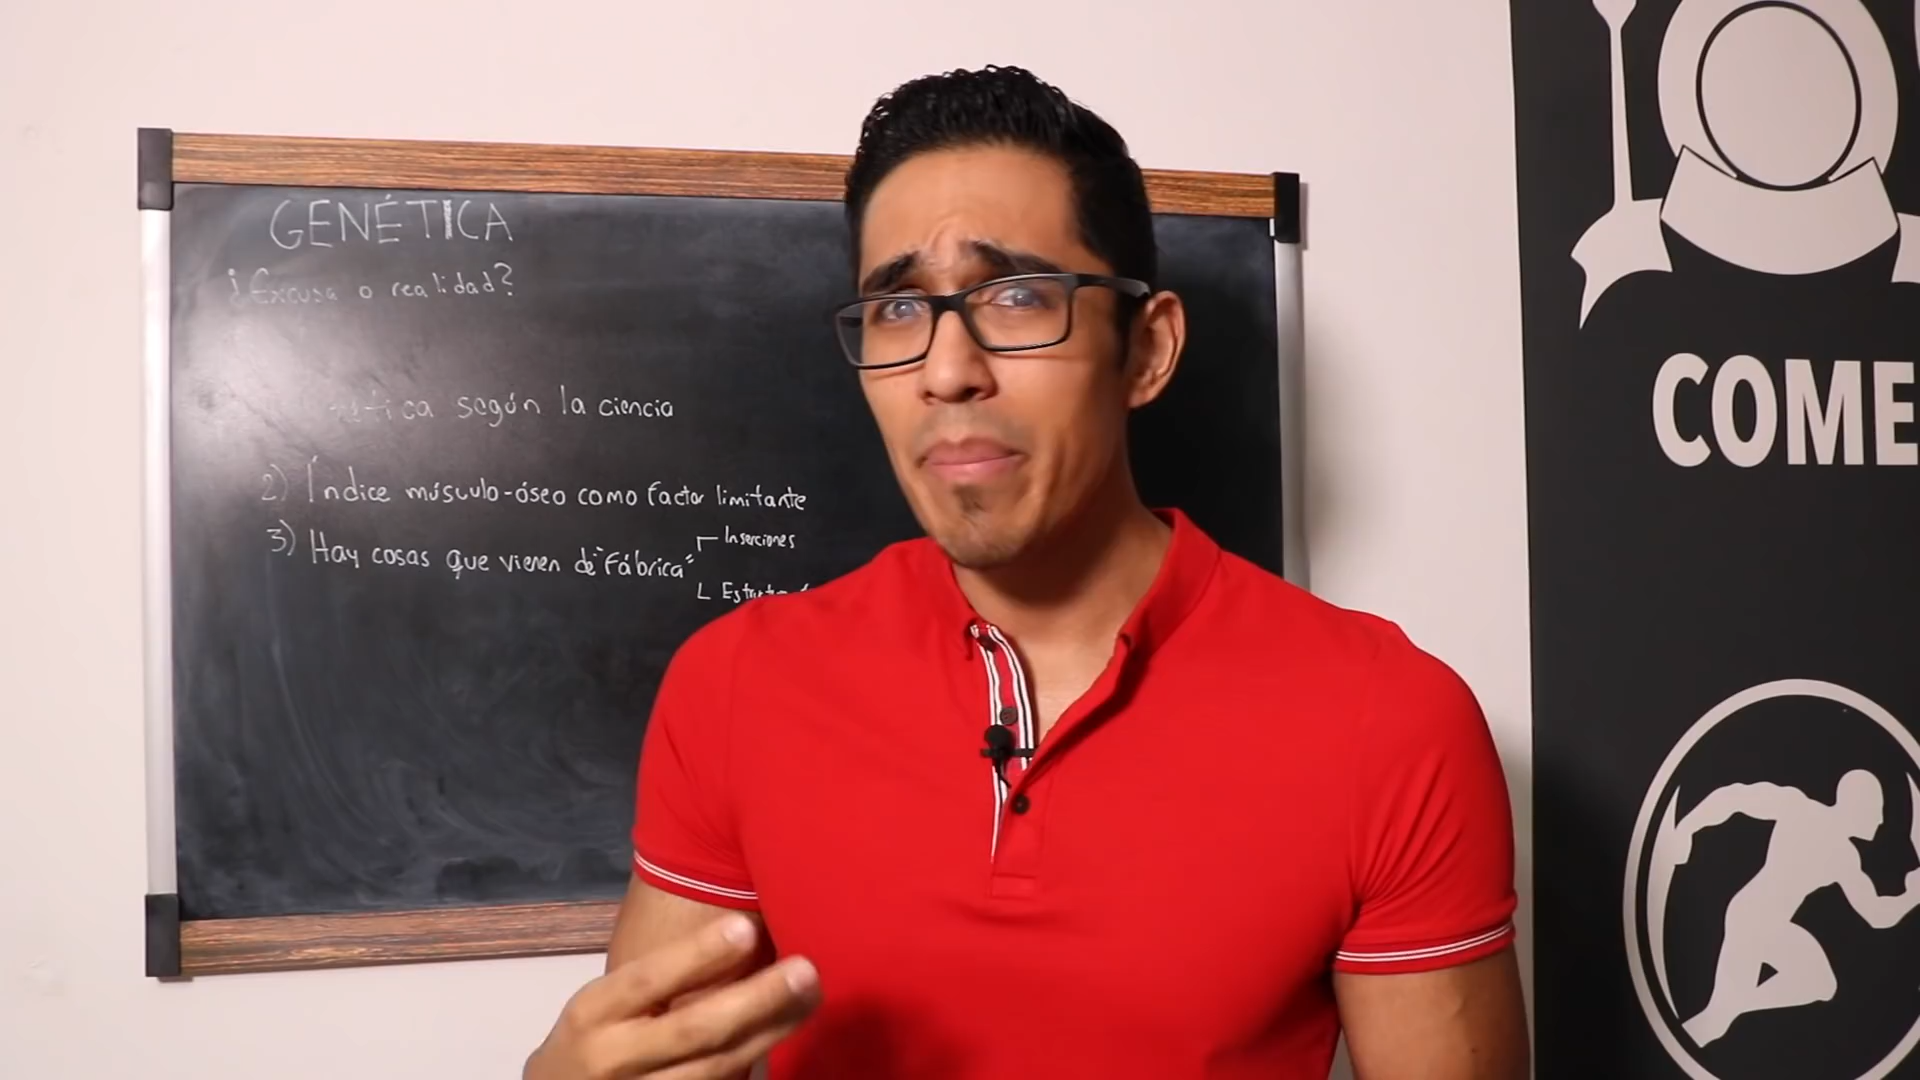 GENÉTICA
¿Excusa o realidad?
según la ciencia
2) Índice músculo-óseo como factor limitante
3) Hay cosas que vienen de "Fábrica"
Inserciones
COME